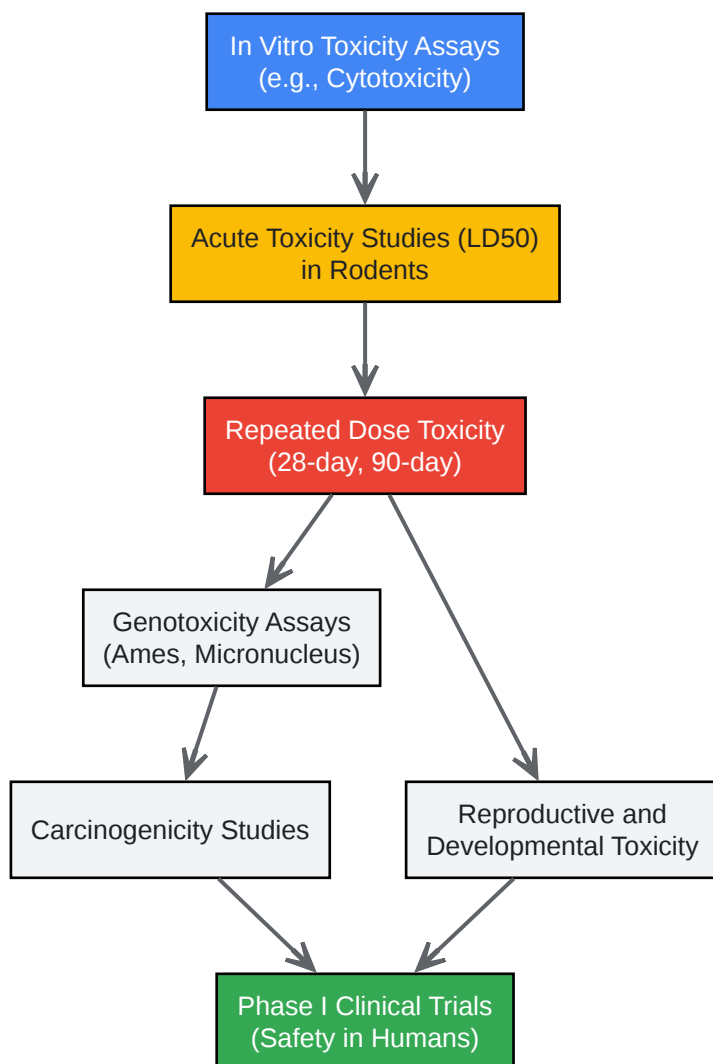 In Vitro Toxicity Assays
(e.g., Cytotoxicity)
Acute Toxicity Studies (LD50)
in Rodents
Repeated Dose Toxicity
(28-day, 90-day)
Genotoxicity Assays
(Ames, Micronucleus)
Carcinogenicity Studies
Reproductive and
Developmental Toxicity
Phase I Clinical Trials
(Safety in Humans)